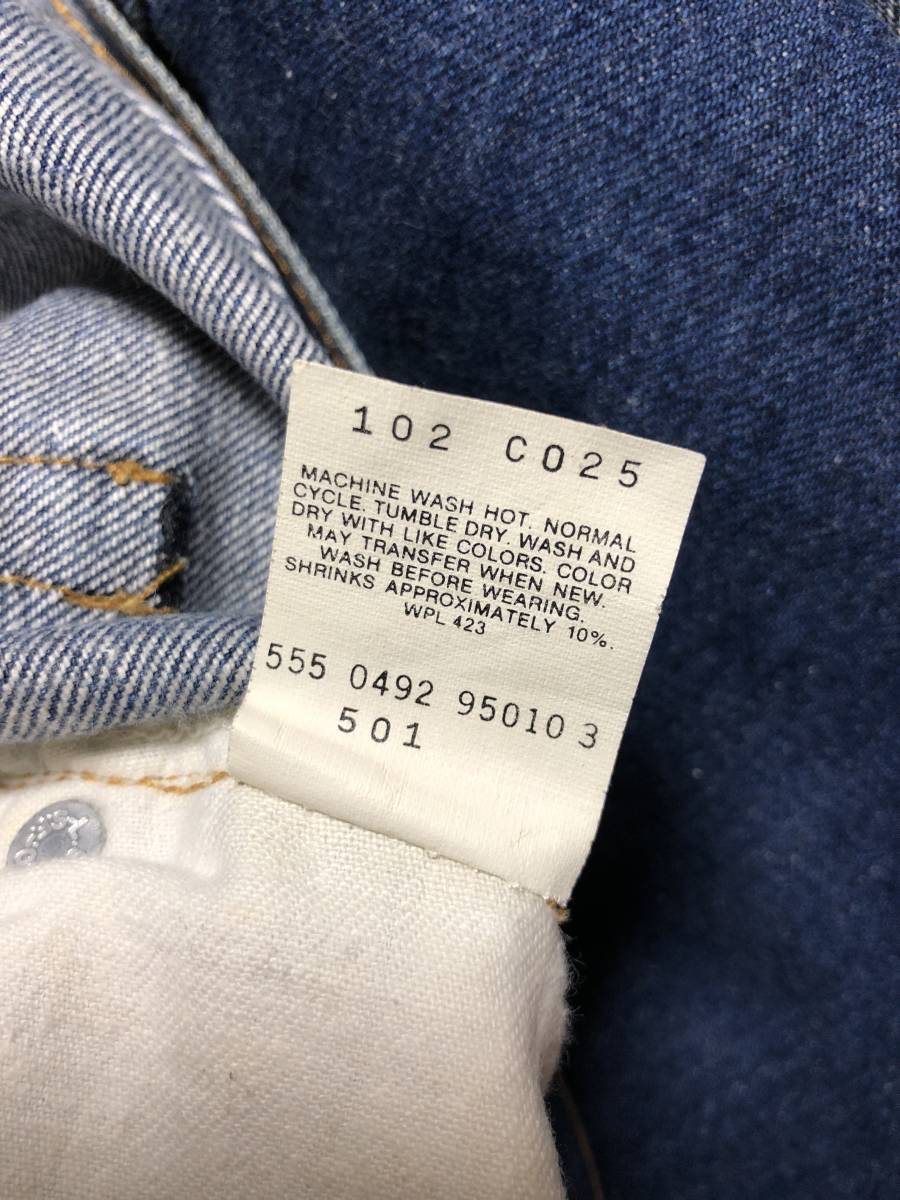 102 C025
MACHINE WASH HOT. NORMAL
CYCLE. TUMBLE DRY. WASH AND
DRY WITH LIKE COLORS. COLOR
MAY TRANSFER WHEN NEW.
WASH BEFORE WEARING.
SHRINKS APPROXIMATELY 10%.
WPL 423
555 0492 95010 3
501